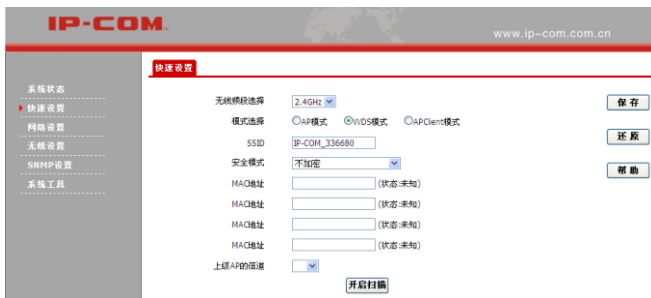 IP-COM
www.ip-com.com.cn
快速设置
系统状态
快速设置
网络设置
无线设置
SNMP设置
系统工具
无线频段选择 2.4GHz
模式选择 AP模式 WDS模式 APClient模式
SSID IP-COM_336680
安全模式 不加密
MAC地址 (状态:未知)
MAC地址 (状态:未知)
MAC地址 (状态:未知)
MAC地址 (状态:未知)
上级AP的信道
开启扫描
保存
还原
帮助